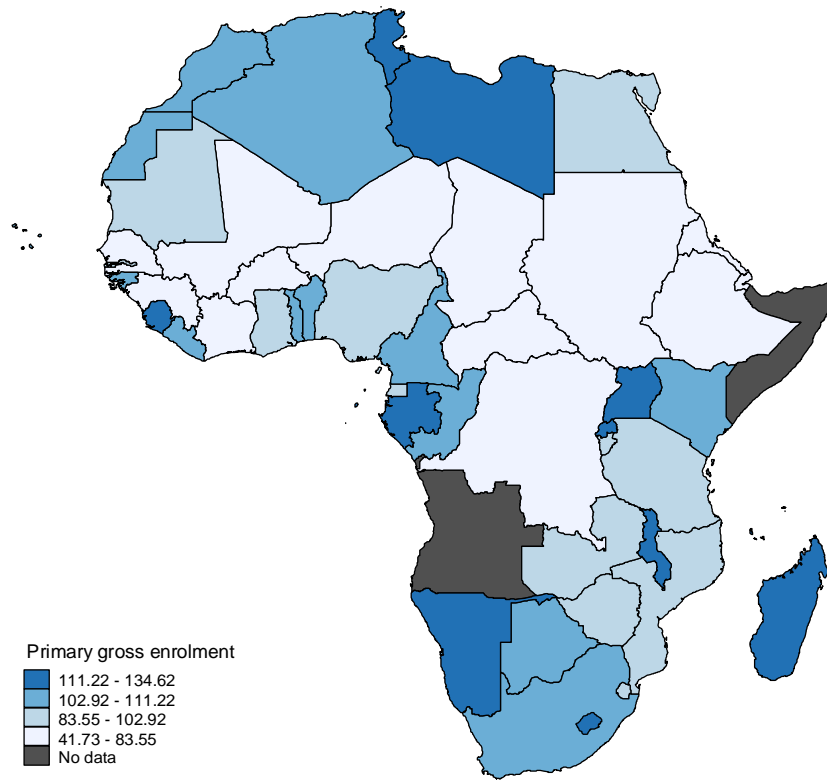 Primary gross enrolment
111.22 - 134.62
102.92 - 111.22
83.55 - 102.92
41.73 - 83.55
No data